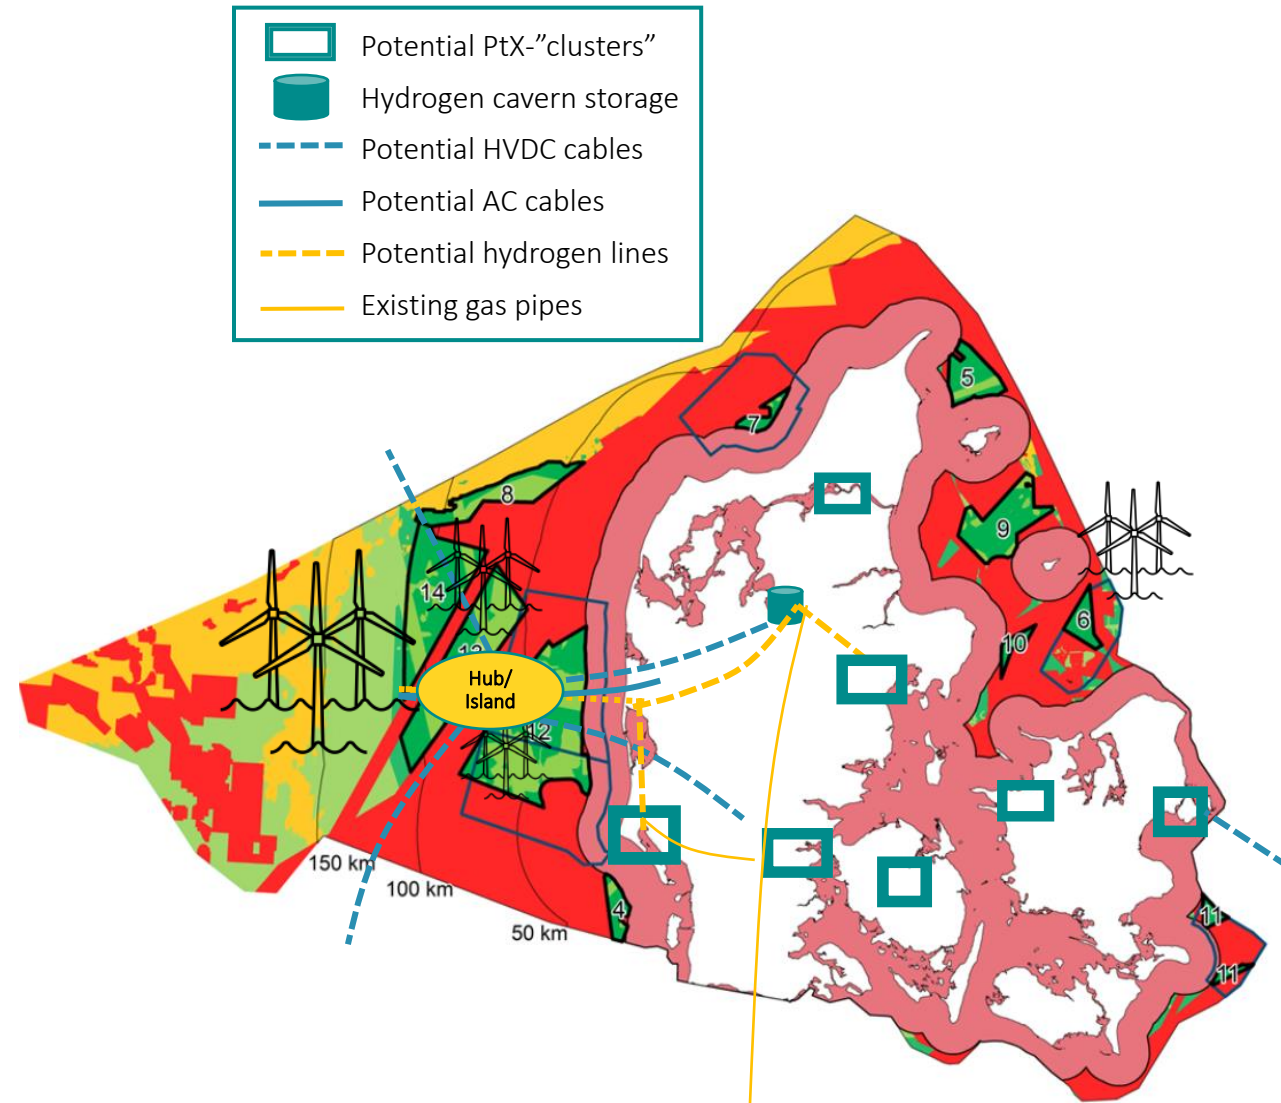 Potential PtX-”clusters”
Hydrogen cavern storage
Potential HVDC cables
Potential AC cables
Potential hydrogen lines
Existing gas pipes
5
7
8
9
14
6
10
13
Hub/
Island
12
150 km
100 km
4
50 km
11
11